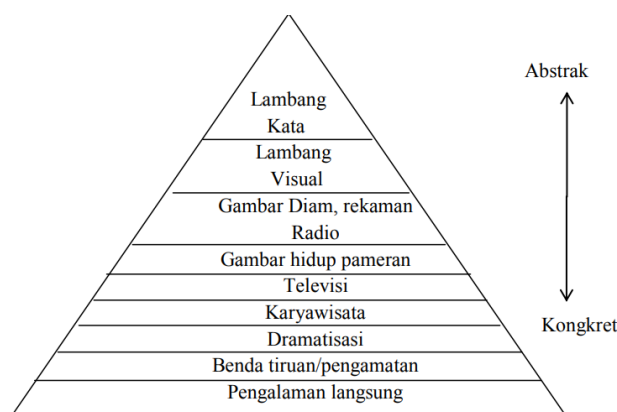 Abstrak
Lambang
Kata
Lambang
Visual
Gambar Diam, rekaman
Radio
Gambar hidup pameran
Televisi
Karyawisata
Dramatisasi
Benda tiruan/pengamatan
Pengalaman langsung
Kongkret